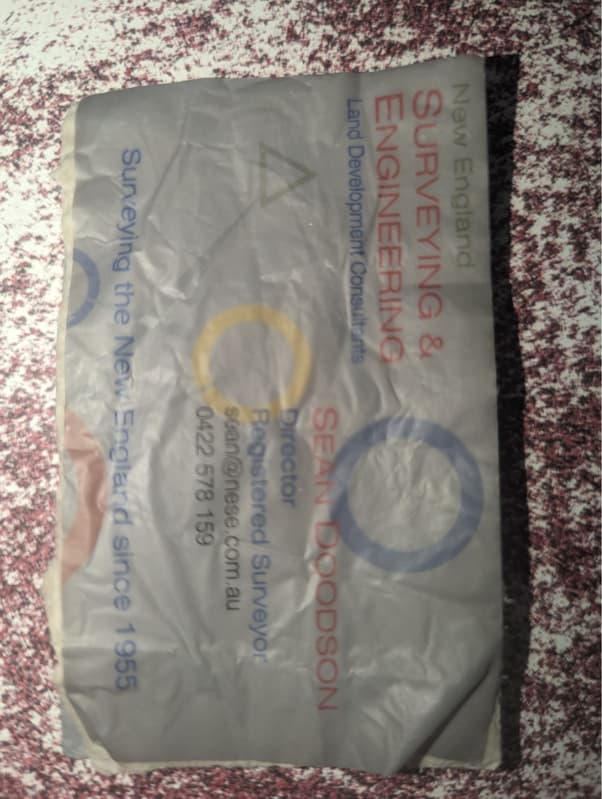 New England
SURVEYING &
ENGINEERING
Land Development Consultants
SEAN DOODSON
Director
Registered Surveyor
sean@nese.com.au
0422 578 159
Surveying the New England since 1955